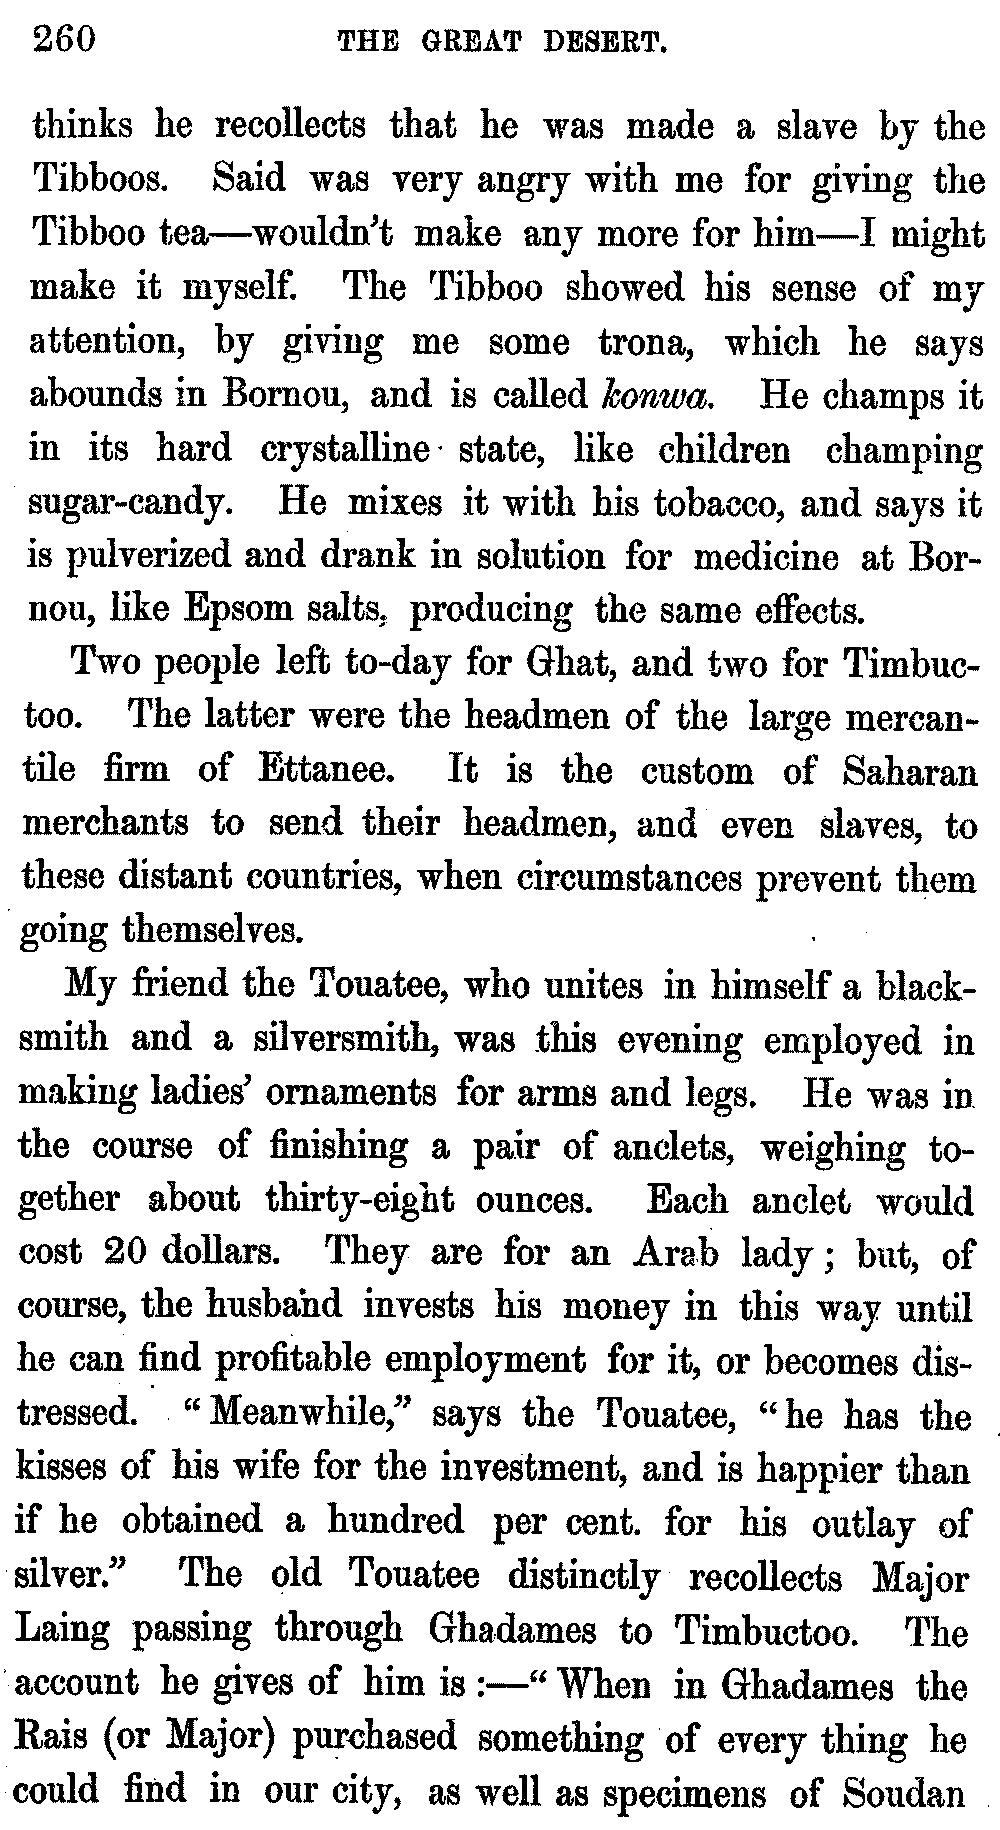 260 THE GREAT DESERT.
thinks he recollects that he was made a slave by the
Tibboos. Said was very angry with me for giving the
Tibboo tea—wouldn't make any more for him—I might
make it myself. The Tibboo showed his sense of my
attention, by giving me some trona, which he says
abounds in Bornou, and is called konwa. He champs it
in its hard crystalline state, like children champing
sugar-candy. He mixes it with his tobacco, and says it
is pulverized and drank in solution for medicine at Bor-
nou, like Epsom salts, producing the same effects.
Two people left to-day for Ghat, and two for Timbuc-
too. The latter were the headmen of the large mercan-
tile firm of Ettanee. It is the custom of Saharan
merchants to send their headmen, and even slaves, to
these distant countries, when circumstances prevent them
going themselves.
My friend the Touatee, who unites in himself a black-
smith and a silversmith, was this evening employed in
making ladies' ornaments for arms and legs. He was in
the course of finishing a pair of anclets, weighing to-
gether about thirty-eight ounces. Each anclet would
cost 20 dollars. They are for an Arab lady; but, of
course, the husband invests his money in this way until
he can find profitable employment for it, or becomes dis-
tressed. "Meanwhile," says the Touatee, "he has the
kisses of his wife for the investment, and is happier than
if he obtained a hundred per cent. for his outlay of
silver." The old Touatee distinctly recollects Major
Laing passing through Ghadames to Timbuctoo. The
account he gives of him is:—"When in Ghadames the
Rais (or Major) purchased something of every thing he
could find in our city, as well as specimens of Soudan